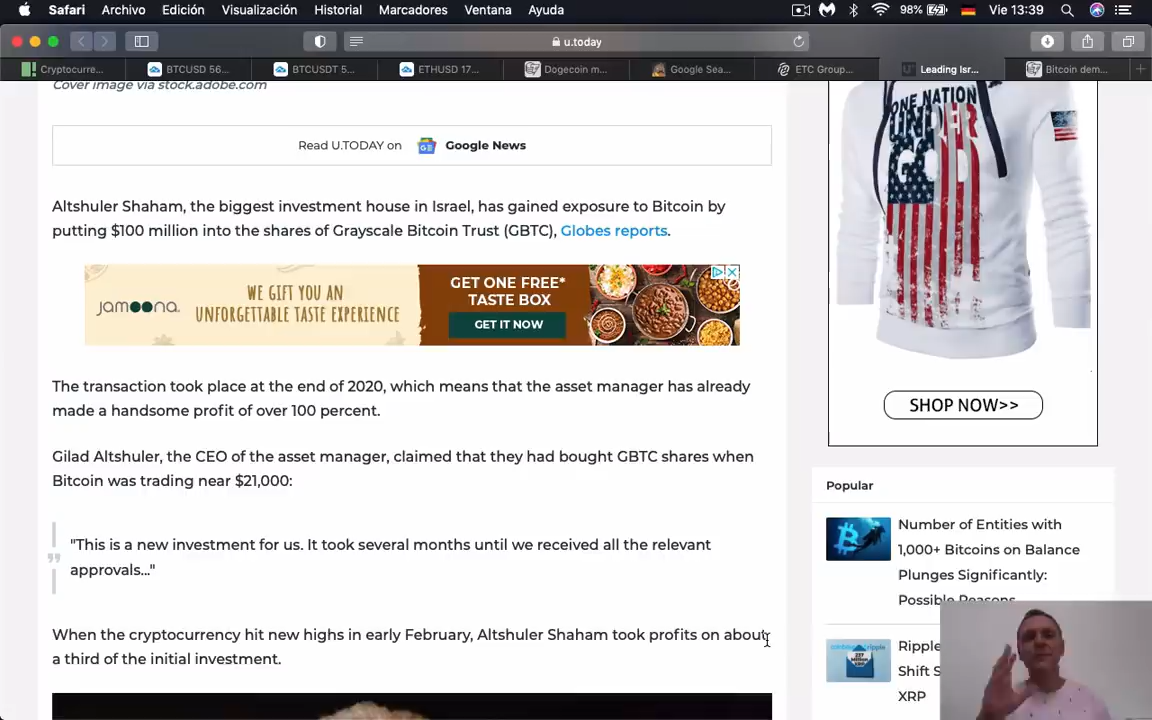 Safari Archivo Edición Visualización Historial Marcadores Ventana Ayuda 98% Vie 13:39
u.today
Cryptocurre... BTCUSD 56... BTCUSDT 5... ETHUSD 17... Dogecoin m... Google Sea... ETC Group... Leading Isr... Bitcoin dem...
Cover image via stock.adobe.com
Read U.TODAY on Google News
Altshuler Shaham, the biggest investment house in Israel, has gained exposure to Bitcoin by
putting $100 million into the shares of Grayscale Bitcoin Trust (GBTC), Globes reports.
jamoona.
WE GIFT YOU AN
UNFORGETTABLE TASTE EXPERIENCE
GET ONE FREE*
TASTE BOX
GET IT NOW
The transaction took place at the end of 2020, which means that the asset manager has already
made a handsome profit of over 100 percent.
Gilad Altshuler, the CEO of the asset manager, claimed that they had bought GBTC shares when
Bitcoin was trading near $21,000:
"This is a new investment for us. It took several months until we received all the relevant
approvals..."
When the cryptocurrency hit new highs in early February, Altshuler Shaham took profits on about
a third of the initial investment.
ONE NATION
UNDER
GOD
SHOP NOW>>
Popular
Number of Entities with
1,000+ Bitcoins on Balance
Plunges Significantly:
Possible Reasons
Ripple
Shift S
XRP